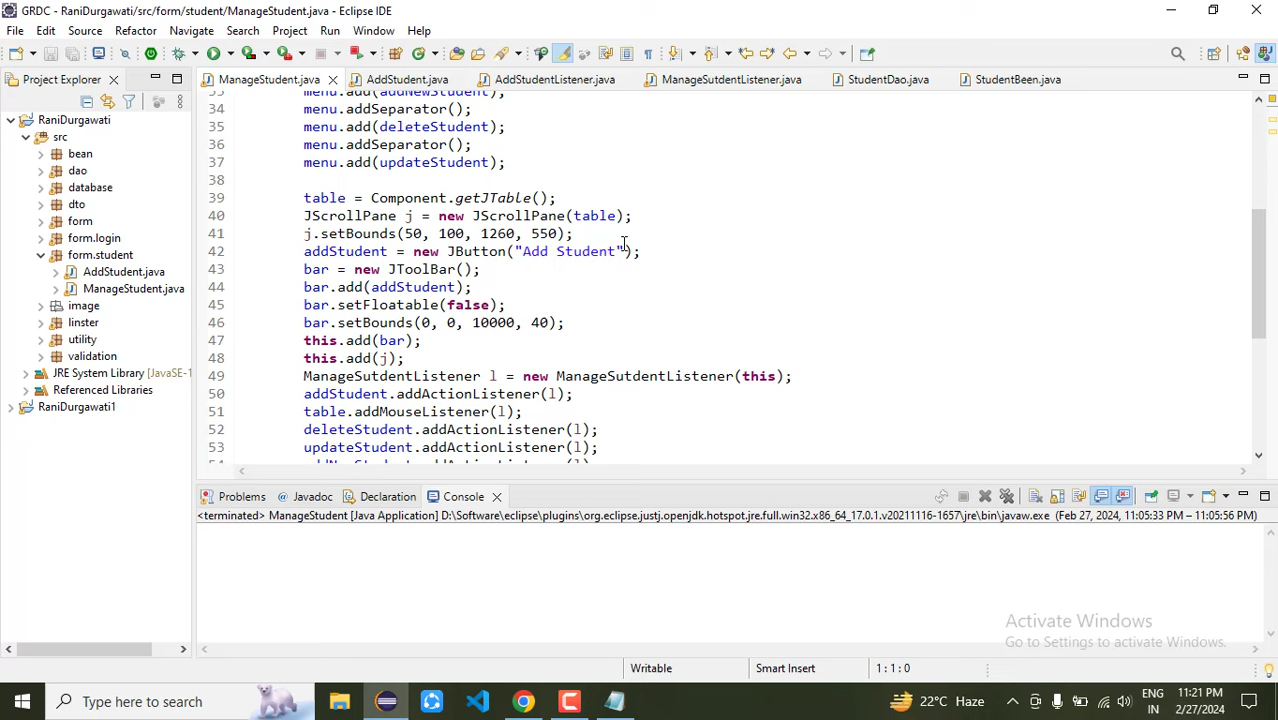 GRDC - RaniDurgawati/src/form/student/ManageStudent.java - Eclipse IDE
File Edit Source Refactor Navigate Search Project Run Window Help
Project Explorer
RaniDurgawati
src
bean
dao
database
dto
form
form.login
form.student
AddStudent.java
ManageStudent.java
image
linster
utility
validation
JRE System Library [JavaSE-1
Referenced Libraries
RaniDurgawati1
ManageStudent.java AddStudent.java AddStudentListener.java ManageSutdentListener.java StudentDao.java StudentBeen.java
33 menu.add(addNewStudent);
34 menu.addSeparator();
35 menu.add(deleteStudent);
36 menu.addSeparator();
37 menu.add(updateStudent);
38
39 table = Component.getJTable();
40 JScrollPane j = new JScrollPane(table);
41 j.setBounds(50, 100, 1260, 550);
42 addStudent = new JButton("Add Student");
43 bar = new JToolBar();
44 bar.add(addStudent);
45 bar.setFloatable(false);
46 bar.setBounds(0, 0, 10000, 40);
47 this.add(bar);
48 this.add(j);
49 ManageSutdentListener l = new ManageSutdentListener(this);
50 addStudent.addActionListener(l);
51 table.addMouseListener(l);
52 deleteStudent.addActionListener(l);
53 updateStudent.addActionListener(l);
Problems Javadoc Declaration Console
<terminated> ManageStudent [Java Application] D:\Software\eclipse\plugins\org.eclipse.justj.openjdk.hotspot.jre.full.win32.x86_64_17.0.1.v20211116-1657\jre\bin\javaw.exe (Feb 27, 2024, 11:05:33 PM – 11:05:56 PM)
Activate Windows
Go to Settings to activate Windows.
Writable Smart Insert 1 : 1 : 0
Type here to search
22°C Haze
ENG
IN
11:21 PM
2/27/2024